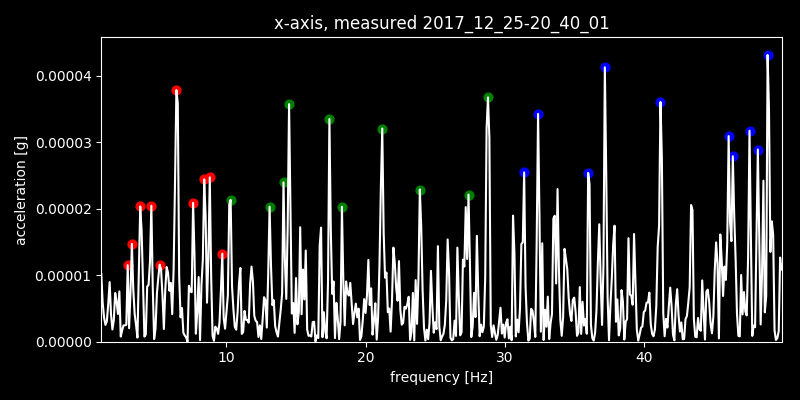 x-axis, measured 2017_12_25-20_40_01
acceleration [g]
0.00004
0.00003
0.00002
0.00001
0.00000
10 20 30 40
frequency [Hz]